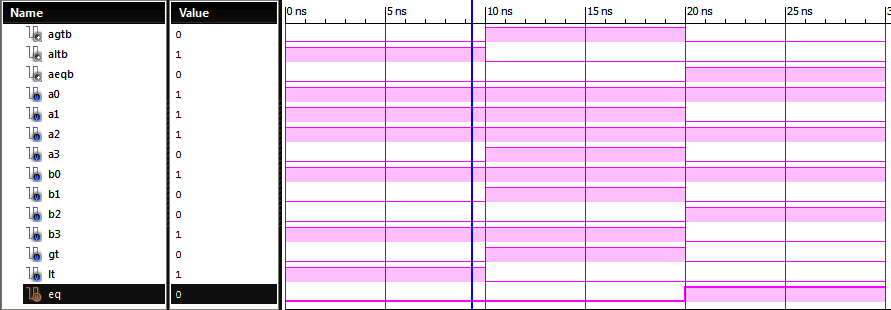 Name Value 0 ns 5 ns 10 ns 15 ns 20 ns 25 ns
agtb 0
altb 1
aeqb 0
a0 1
a1 1
a2 1
a3 0
b0 1
b1 0
b2 0
b3 1
gt 0
lt 1
eq 0